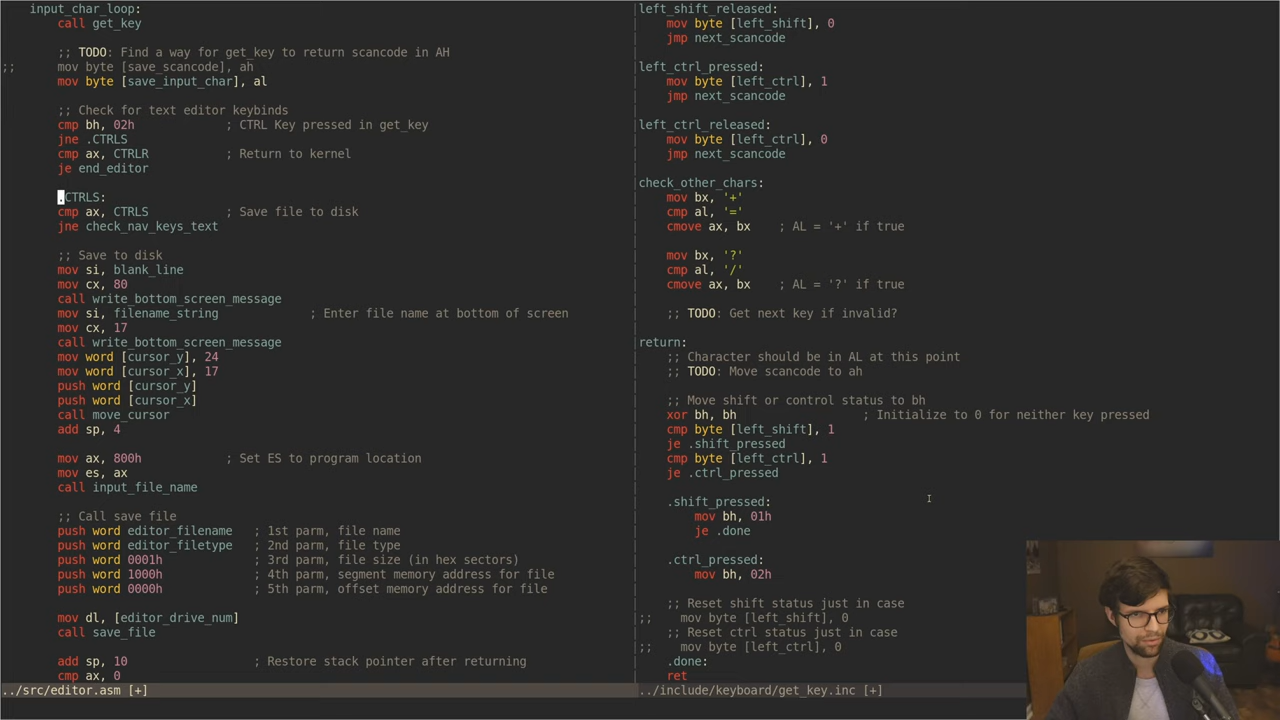 input_char_loop:
call get_key
;; TODO: Find a way for get_key to return scancode in AH
;; mov byte [save_scancode], ah
mov byte [save_input_char], al
;; Check for text editor keybinds
cmp bh, 02h ; CTRL Key pressed in get_key
jne .CTRLS
cmp ax, CTRLR ; Return to kernel
je end_editor
.CTRLS:
cmp ax, CTRLS ; Save file to disk
jne check_nav_keys_text
;; Save to disk
mov si, blank_line
mov cx, 80
call write_bottom_screen_message
mov si, filename_string ; Enter file name at bottom of screen
mov cx, 17
call write_bottom_screen_message
mov word [cursor_y], 24
mov word [cursor_x], 17
push word [cursor_y]
push word [cursor_x]
call move_cursor
add sp, 4
mov ax, 800h ; Set ES to program location
mov es, ax
call input_file_name
;; Call save file
push word editor_filename ; 1st parm, file name
push word editor_filetype ; 2nd parm, file type
push word 0001h ; 3rd parm, file size (in hex sectors)
push word 1000h ; 4th parm, segment memory address for file
push word 0000h ; 5th parm, offset memory address for file
mov dl, [editor_drive_num]
call save_file
add sp, 10 ; Restore stack pointer after returning
cmp ax, 0
../src/editor.asm [+]
left_shift_released:
mov byte [left_shift], 0
jmp next_scancode
left_ctrl_pressed:
mov byte [left_ctrl], 1
jmp next_scancode
left_ctrl_released:
mov byte [left_ctrl], 0
jmp next_scancode
check_other_chars:
mov bx, '+'
cmp al, '='
cmove ax, bx ; AL = '+' if true
mov bx, '?'
cmp al, '/'
cmove ax, bx ; AL = '?' if true
;; TODO: Get next key if invalid?
return:
;; Character should be in AL at this point
;; TODO: Move scancode to ah
;; Move shift or control status to bh
xor bh, bh ; Initialize to 0 for neither key pressed
cmp byte [left_shift], 1
je .shift_pressed
cmp byte [left_ctrl], 1
je .ctrl_pressed
.shift_pressed:
mov bh, 01h
je .done
.ctrl_pressed:
mov bh, 02h
;; Reset shift status just in case
;; mov byte [left_shift], 0
;; Reset ctrl status just in case
;; mov byte [left_ctrl], 0
.done:
ret
../include/keyboard/get_key.inc [+]